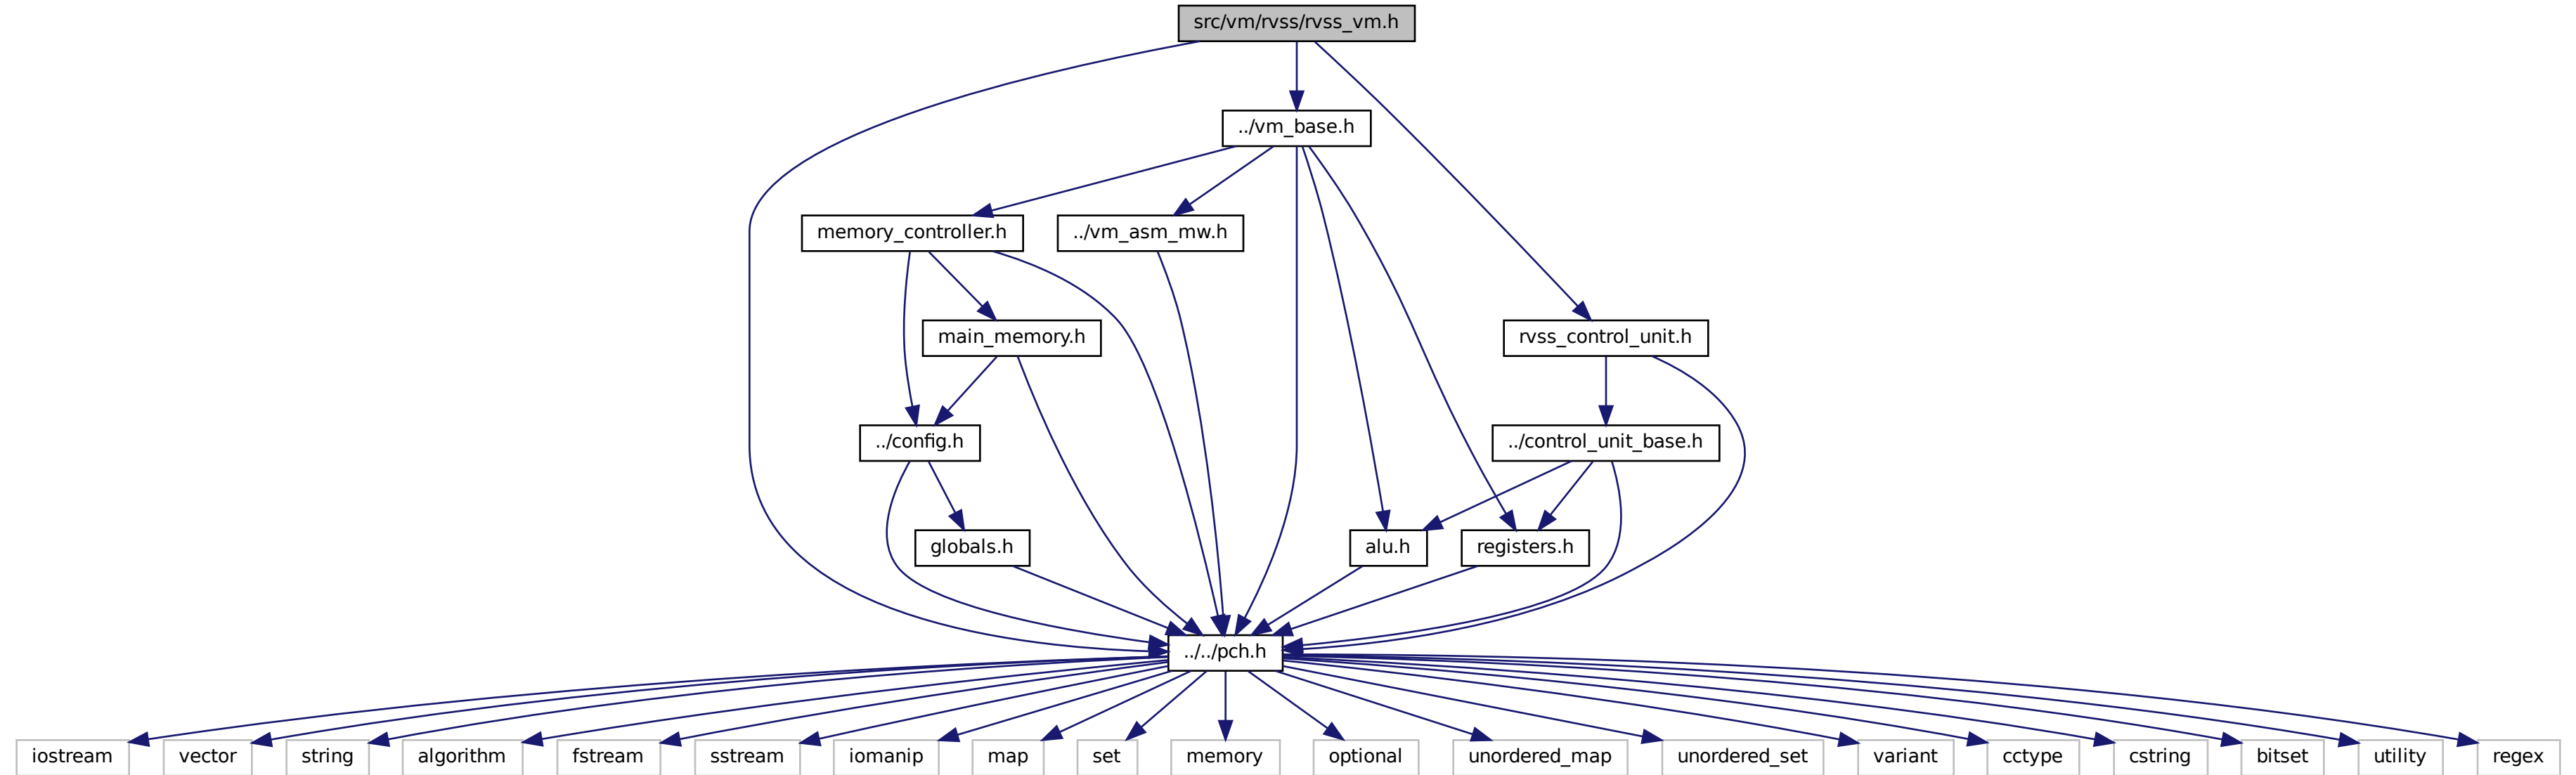 src/vm/rvss/rvss_vm.h
../vm_base.h
memory_controller.h
../vm_asm_mw.h
main_memory.h
rvss_control_unit.h
../config.h
../control_unit_base.h
globals.h
alu.h
registers.h
../../pch.h
iostream
vector
string
algorithm
fstream
sstream
iomanip
map
set
memory
optional
unordered_map
unordered_set
variant
cctype
cstring
bitset
utility
regex